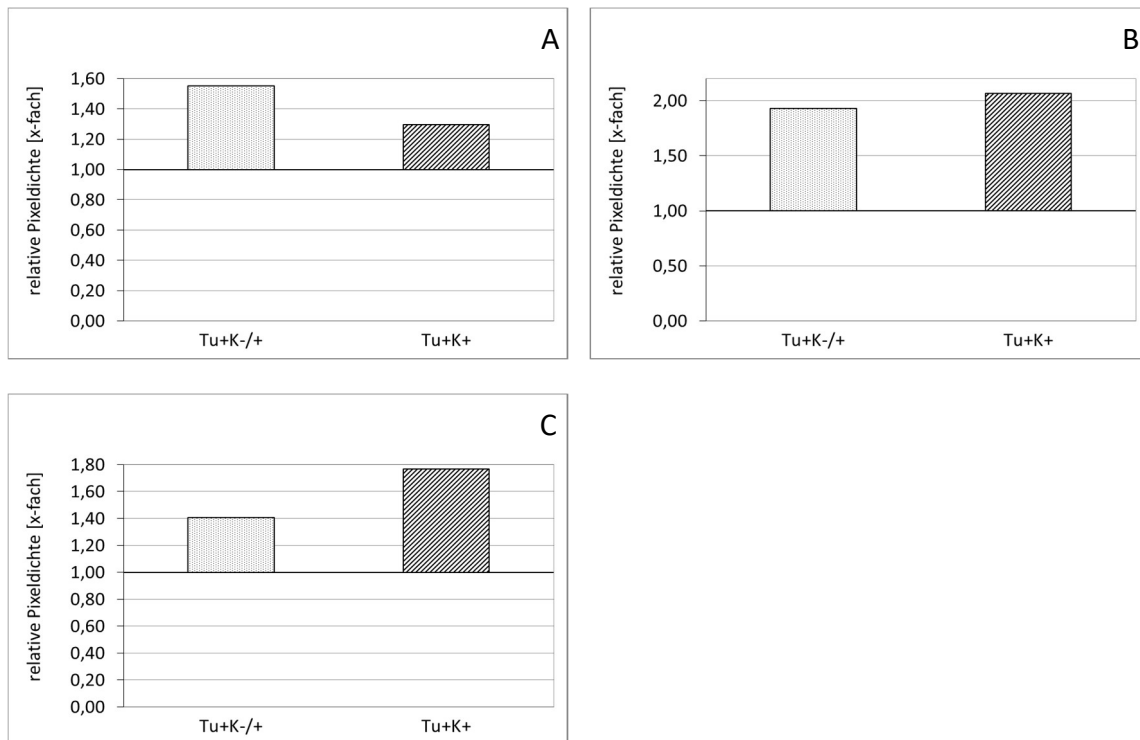 A
relative Pixeldichte [x-fach]
1,60
1,40
1,20
1,00
0,80
0,60
0,40
0,20
0,00
Tu+K-/+ Tu+K+
B
relative Pixeldichte [x-fach]
2,00
1,50
1,00
0,50
0,00
Tu+K-/+ Tu+K+
C
relative Pixeldichte [x-fach]
1,80
1,60
1,40
1,20
1,00
0,80
0,60
0,40
0,20
0,00
Tu+K-/+ Tu+K+